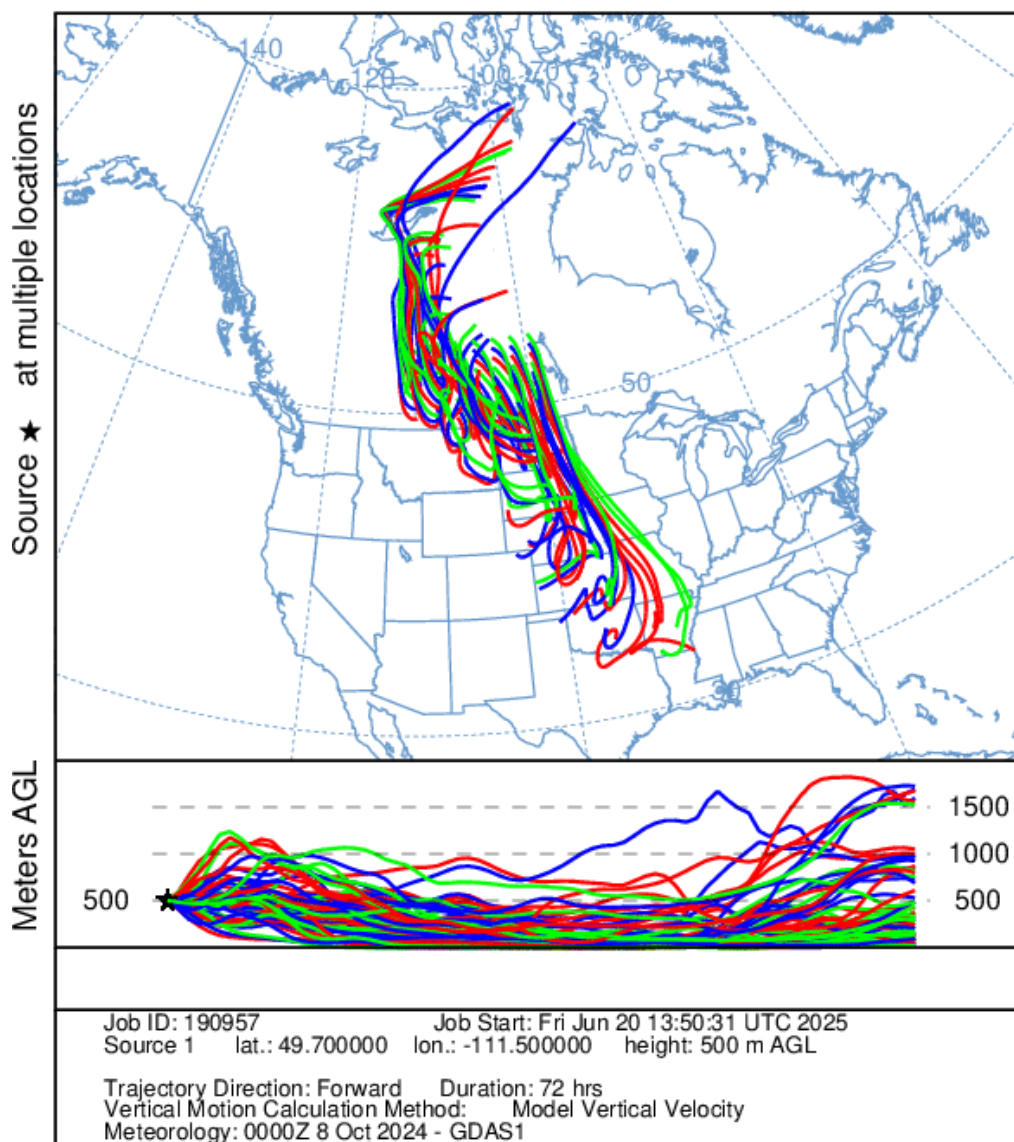 Source ★ at multiple locations
140
120
100
70
-80
50
Meters AGL
1500
1000
500
500
Job ID: 190957 Job Start: Fri Jun 20 13:50:31 UTC 2025
Source 1 lat.: 49.700000 lon.: -111.500000 height: 500 m AGL
Trajectory Direction: Forward Duration: 72 hrs
Vertical Motion Calculation Method: Model Vertical Velocity
Meteorology: 0000Z 8 Oct 2024 - GDAS1